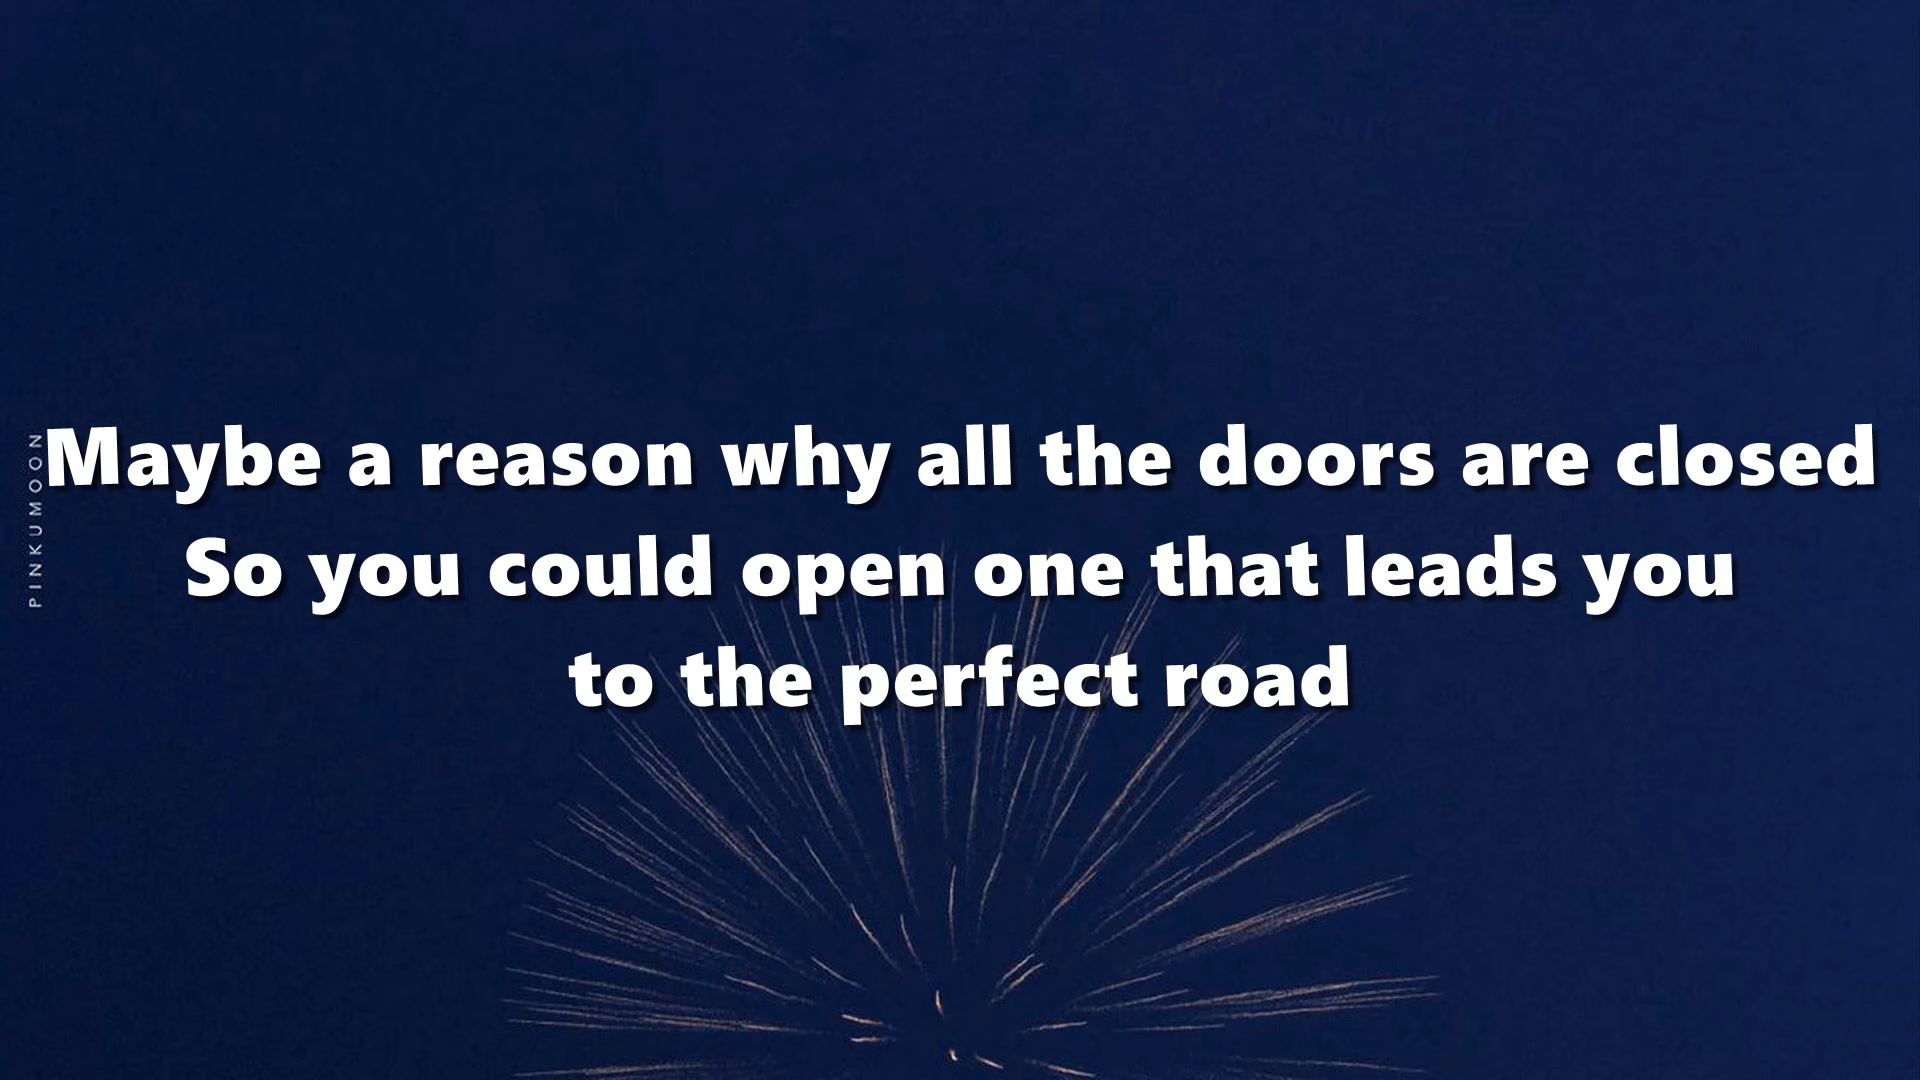 Maybe a reason why all the doors are closed
So you could open one that leads you
to the perfect road
PINKUMOON